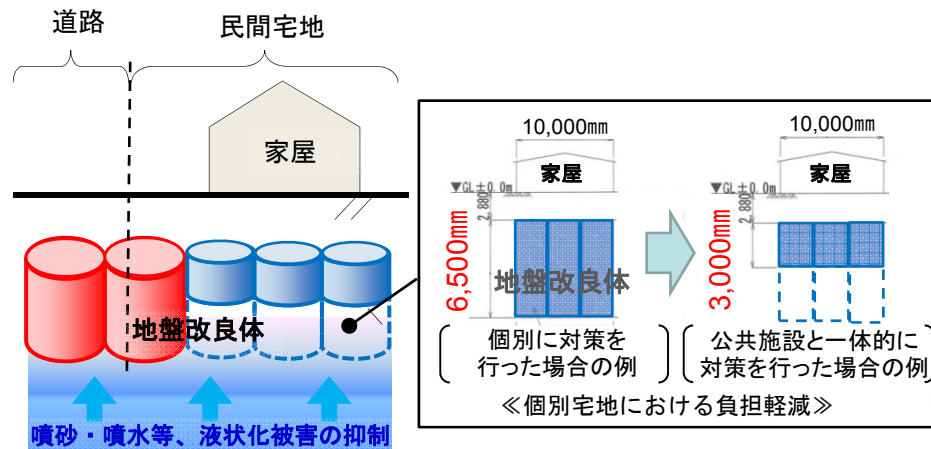 道路
民間宅地
家屋
地盤改良体
噴砂・噴水等、液状化被害の抑制
10,000㎜
家屋
▼GL±0.0m
2,880
6,500㎜
地盤改良体
個別に対策を
行った場合の例
10,000㎜
家屋
▼GL±0.0m
2,880
3,000㎜
公共施設と一体的に
対策を行った場合の例
≪個別宅地における負担軽減≫